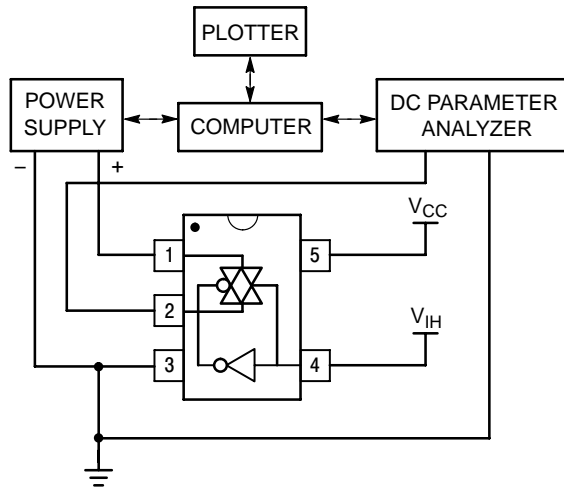 PLOTTER
POWER
SUPPLY
COMPUTER
DC PARAMETER
ANALYZER
– +
VCC
1 5
2
VIH
3 4